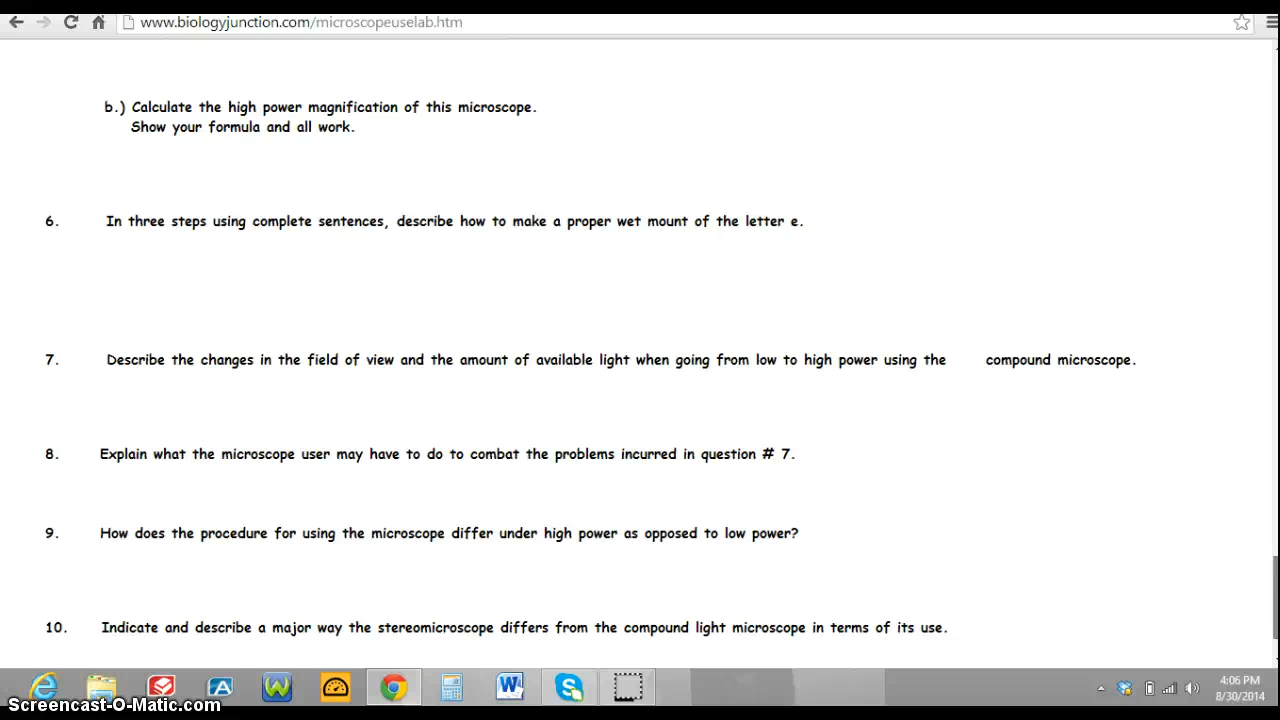 www.biologyjunction.com/microscopeuselab.htm
b.) Calculate the high power magnification of this microscope.
Show your formula and all work.
6. In three steps using complete sentences, describe how to make a proper wet mount of the letter e.
7. Describe the changes in the field of view and the amount of available light when going from low to high power using the compound microscope.
8. Explain what the microscope user may have to do to combat the problems incurred in question # 7.
9. How does the procedure for using the microscope differ under high power as opposed to low power?
10. Indicate and describe a major way the stereomicroscope differs from the compound light microscope in terms of its use.
4:06 PM
8/30/2014
Screencast-O-Matic.com